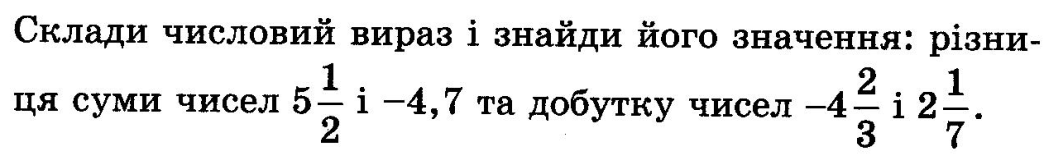 Склади числовий вираз і знайди його значення: різни-
ця суми чисел 5 1/2 і −4,7 та добутку чисел −4 2/3 і 2 1/7.